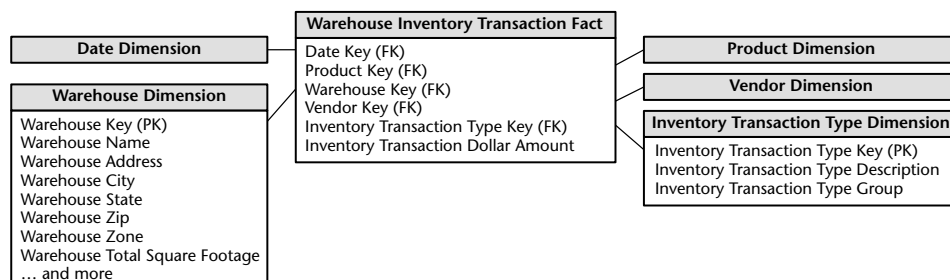 Date Dimension
Warehouse Dimension
Warehouse Key (PK)
Warehouse Name
Warehouse Address
Warehouse City
Warehouse State
Warehouse Zip
Warehouse Zone
Warehouse Total Square Footage
… and more
Warehouse Inventory Transaction Fact
Date Key (FK)
Product Key (FK)
Warehouse Key (FK)
Vendor Key (FK)
Inventory Transaction Type Key (FK)
Inventory Transaction Dollar Amount
Product Dimension
Vendor Dimension
Inventory Transaction Type Dimension
Inventory Transaction Type Key (PK)
Inventory Transaction Type Description
Inventory Transaction Type Group